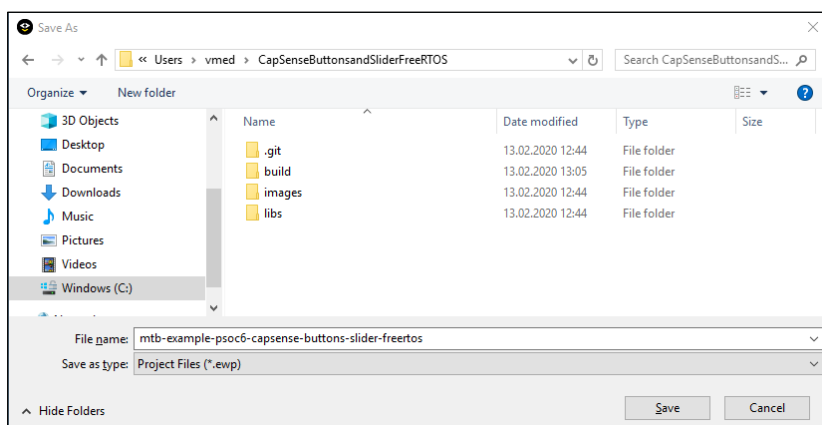 Save As
« Users › vmed › CapSenseButtonsandSliderFreeRTOS
Search CapSenseButtonsandS...
Organize New folder
Name Date modified Type Size
3D Objects
Desktop
Documents
Downloads
Music
Pictures
Videos
Windows (C:)
.git 13.02.2020 12:44 File folder
build 13.02.2020 13:05 File folder
images 13.02.2020 12:44 File folder
libs 13.02.2020 12:44 File folder
File name: mtb-example-psoc6-capsense-buttons-slider-freertos
Save as type: Project Files (*.ewp)
Hide Folders
Save Cancel